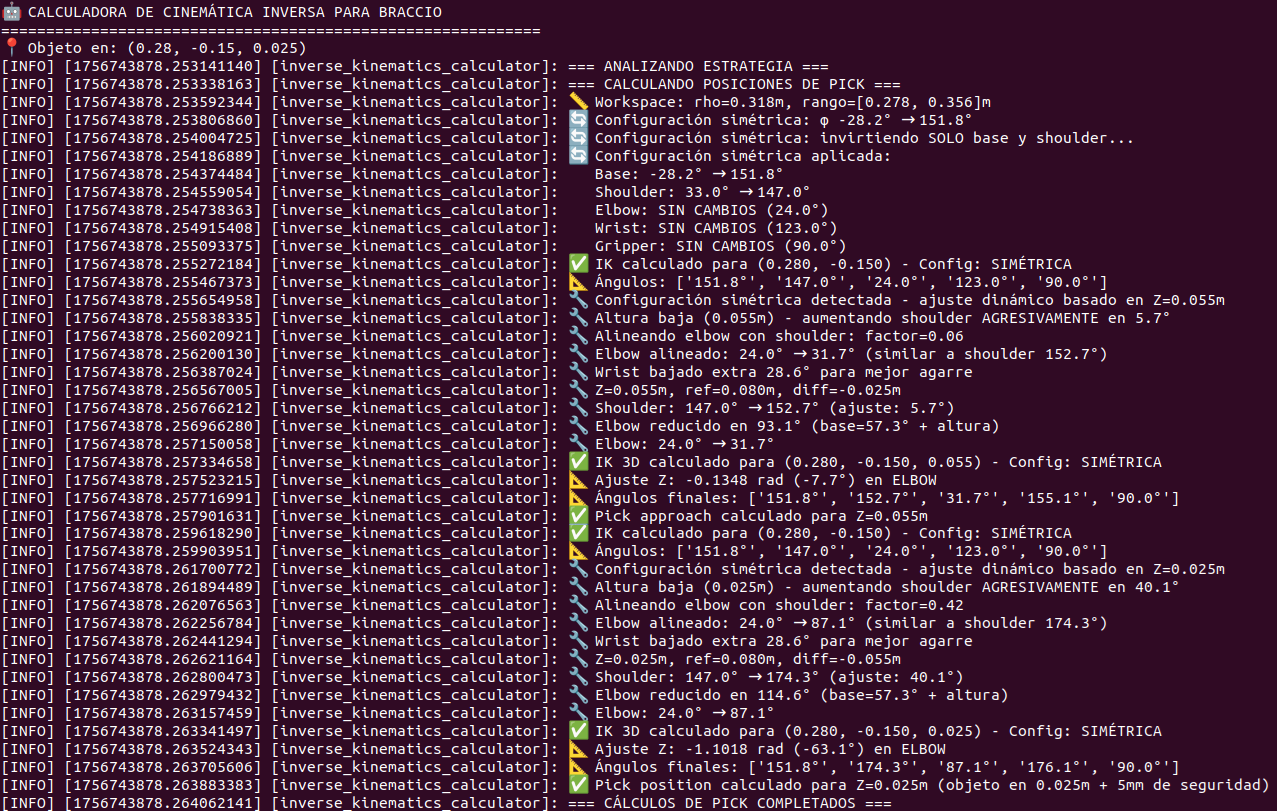 🤖 CALCULADORA DE CINEMÁTICA INVERSA PARA BRACCIO
============================================================
📍 Objeto en: (0.28, -0.15, 0.025)
[INFO] [1756743878.253141140] [inverse_kinematics_calculator]: === ANALIZANDO ESTRATEGIA ===
[INFO] [1756743878.253338163] [inverse_kinematics_calculator]: === CALCULANDO POSICIONES DE PICK ===
[INFO] [1756743878.253592344] [inverse_kinematics_calculator]: 📏 Workspace: rho=0.318m, rango=[0.278, 0.356]m
[INFO] [1756743878.253806860] [inverse_kinematics_calculator]: 🔄 Configuración simétrica: φ -28.2° → 151.8°
[INFO] [1756743878.254004725] [inverse_kinematics_calculator]: 🔄 Configuración simétrica: invirtiendo SOLO base y shoulder...
[INFO] [1756743878.254186889] [inverse_kinematics_calculator]: 🔄 Configuración simétrica aplicada:
[INFO] [1756743878.254374484] [inverse_kinematics_calculator]:    Base: -28.2° → 151.8°
[INFO] [1756743878.254559054] [inverse_kinematics_calculator]:    Shoulder: 33.0° → 147.0°
[INFO] [1756743878.254738363] [inverse_kinematics_calculator]:    Elbow: SIN CAMBIOS (24.0°)
[INFO] [1756743878.254915408] [inverse_kinematics_calculator]:    Wrist: SIN CAMBIOS (123.0°)
[INFO] [1756743878.255093375] [inverse_kinematics_calculator]:    Gripper: SIN CAMBIOS (90.0°)
[INFO] [1756743878.255272184] [inverse_kinematics_calculator]: ✅ IK calculado para (0.280, -0.150) - Config: SIMÉTRICA
[INFO] [1756743878.255467373] [inverse_kinematics_calculator]: 📐 Ángulos: ['151.8°', '147.0°', '24.0°', '123.0°', '90.0°']
[INFO] [1756743878.255654958] [inverse_kinematics_calculator]: 🔧 Configuración simétrica detectada - ajuste dinámico basado en Z=0.055m
[INFO] [1756743878.255838335] [inverse_kinematics_calculator]: 🔧 Altura baja (0.055m) - aumentando shoulder AGRESIVAMENTE en 5.7°
[INFO] [1756743878.256020921] [inverse_kinematics_calculator]: 🔧 Alineando elbow con shoulder: factor=0.06
[INFO] [1756743878.256200130] [inverse_kinematics_calculator]: 🔧 Elbow alineado: 24.0° → 31.7° (similar a shoulder 152.7°)
[INFO] [1756743878.256387024] [inverse_kinematics_calculator]: 🔧 Wrist bajado extra 28.6° para mejor agarre
[INFO] [1756743878.256567005] [inverse_kinematics_calculator]: 🔧 Z=0.055m, ref=0.080m, diff=-0.025m
[INFO] [1756743878.256766212] [inverse_kinematics_calculator]: 🔧 Shoulder: 147.0° → 152.7° (ajuste: 5.7°)
[INFO] [1756743878.256966280] [inverse_kinematics_calculator]: 🔧 Elbow reducido en 93.1° (base=57.3° + altura)
[INFO] [1756743878.257150058] [inverse_kinematics_calculator]: 🔧 Elbow: 24.0° → 31.7°
[INFO] [1756743878.257334658] [inverse_kinematics_calculator]: ✅ IK 3D calculado para (0.280, -0.150, 0.055) - Config: SIMÉTRICA
[INFO] [1756743878.257523215] [inverse_kinematics_calculator]: 📐 Ajuste Z: -0.1348 rad (-7.7°) en ELBOW
[INFO] [1756743878.257716991] [inverse_kinematics_calculator]: 📐 Ángulos finales: ['151.8°', '152.7°', '31.7°', '155.1°', '90.0°']
[INFO] [1756743878.257901631] [inverse_kinematics_calculator]: ✅ Pick approach calculado para Z=0.055m
[INFO] [1756743878.259618290] [inverse_kinematics_calculator]: ✅ IK calculado para (0.280, -0.150) - Config: SIMÉTRICA
[INFO] [1756743878.259903951] [inverse_kinematics_calculator]: 📐 Ángulos: ['151.8°', '147.0°', '24.0°', '123.0°', '90.0°']
[INFO] [1756743878.261700772] [inverse_kinematics_calculator]: 🔧 Configuración simétrica detectada - ajuste dinámico basado en Z=0.025m
[INFO] [1756743878.261894489] [inverse_kinematics_calculator]: 🔧 Altura baja (0.025m) - aumentando shoulder AGRESIVAMENTE en 40.1°
[INFO] [1756743878.262076563] [inverse_kinematics_calculator]: 🔧 Alineando elbow con shoulder: factor=0.42
[INFO] [1756743878.262256784] [inverse_kinematics_calculator]: 🔧 Elbow alineado: 24.0° → 87.1° (similar a shoulder 174.3°)
[INFO] [1756743878.262441294] [inverse_kinematics_calculator]: 🔧 Wrist bajado extra 28.6° para mejor agarre
[INFO] [1756743878.262621164] [inverse_kinematics_calculator]: 🔧 Z=0.025m, ref=0.080m, diff=-0.055m
[INFO] [1756743878.262800473] [inverse_kinematics_calculator]: 🔧 Shoulder: 147.0° → 174.3° (ajuste: 40.1°)
[INFO] [1756743878.262979432] [inverse_kinematics_calculator]: 🔧 Elbow reducido en 114.6° (base=57.3° + altura)
[INFO] [1756743878.263157459] [inverse_kinematics_calculator]: 🔧 Elbow: 24.0° → 87.1°
[INFO] [1756743878.263341497] [inverse_kinematics_calculator]: ✅ IK 3D calculado para (0.280, -0.150, 0.025) - Config: SIMÉTRICA
[INFO] [1756743878.263524343] [inverse_kinematics_calculator]: 📐 Ajuste Z: -1.1018 rad (-63.1°) en ELBOW
[INFO] [1756743878.263705606] [inverse_kinematics_calculator]: 📐 Ángulos finales: ['151.8°', '174.3°', '87.1°', '176.1°', '90.0°']
[INFO] [1756743878.263883383] [inverse_kinematics_calculator]: ✅ Pick position calculado para Z=0.025m (objeto en 0.025m + 5mm de seguridad)
[INFO] [1756743878.264062141] [inverse_kinematics_calculator]: === CÁLCULOS DE PICK COMPLETADOS ===